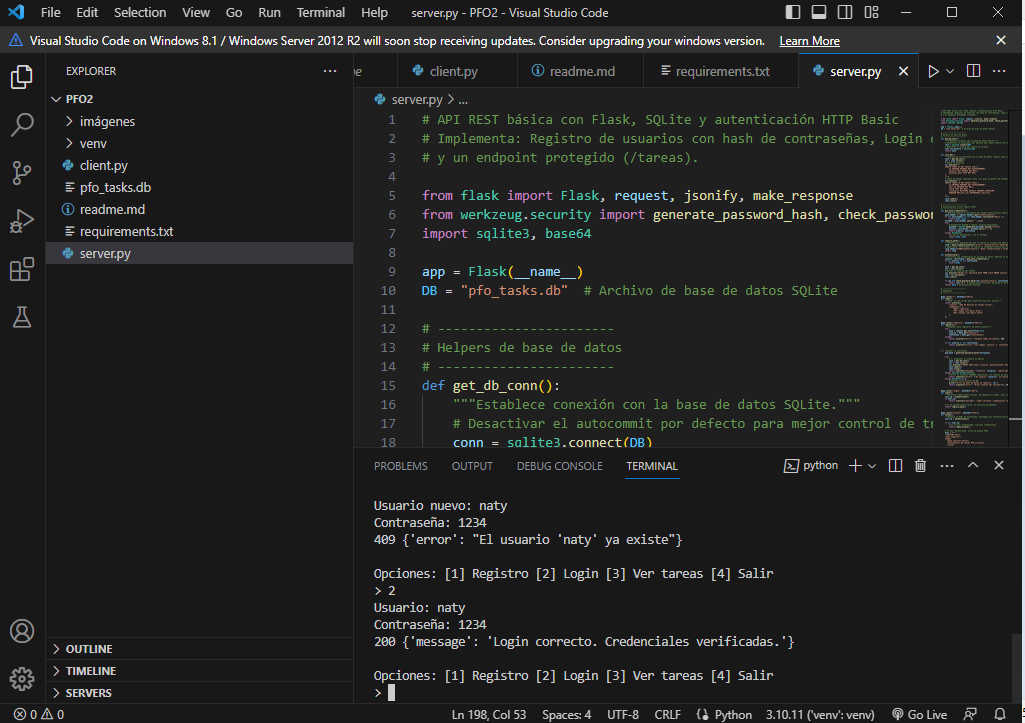 File Edit Selection View Go Run Terminal Help server.py - PFO2 - Visual Studio Code
Visual Studio Code on Windows 8.1 / Windows Server 2012 R2 will soon stop receiving updates. Consider upgrading your windows version. Learn More
EXPLORER
PFO2
imágenes
venv
client.py
pfo_tasks.db
readme.md
requirements.txt
server.py
OUTLINE
TIMELINE
SERVERS
client.py readme.md requirements.txt server.py
server.py > ...
1 # API REST básica con Flask, SQLite y autenticación HTTP Basic
2 # Implementa: Registro de usuarios con hash de contraseñas, Login
3 # y un endpoint protegido (/tareas).
4
5 from flask import Flask, request, jsonify, make_response
6 from werkzeug.security import generate_password_hash, check_passwor
7 import sqlite3, base64
8
9 app = Flask(__name__)
10 DB = "pfo_tasks.db" # Archivo de base de datos SQLite
11
12 # -----------------------
13 # Helpers de base de datos
14 # -----------------------
15 def get_db_conn():
16 """Establece conexión con la base de datos SQLite."""
17 # Desactivar el autocommit por defecto para mejor control de
18 conn = sqlite3.connect(DB)
PROBLEMS OUTPUT DEBUG CONSOLE TERMINAL python
Usuario nuevo: naty
Contraseña: 1234
409 {'error': "El usuario 'naty' ya existe"}
Opciones: [1] Registro [2] Login [3] Ver tareas [4] Salir
> 2
Usuario: naty
Contraseña: 1234
200 {'message': 'Login correcto. Credenciales verificadas.'}
Opciones: [1] Registro [2] Login [3] Ver tareas [4] Salir
>
0 0 Ln 198, Col 53 Spaces: 4 UTF-8 CRLF Python 3.10.11 ('venv': venv) Go Live